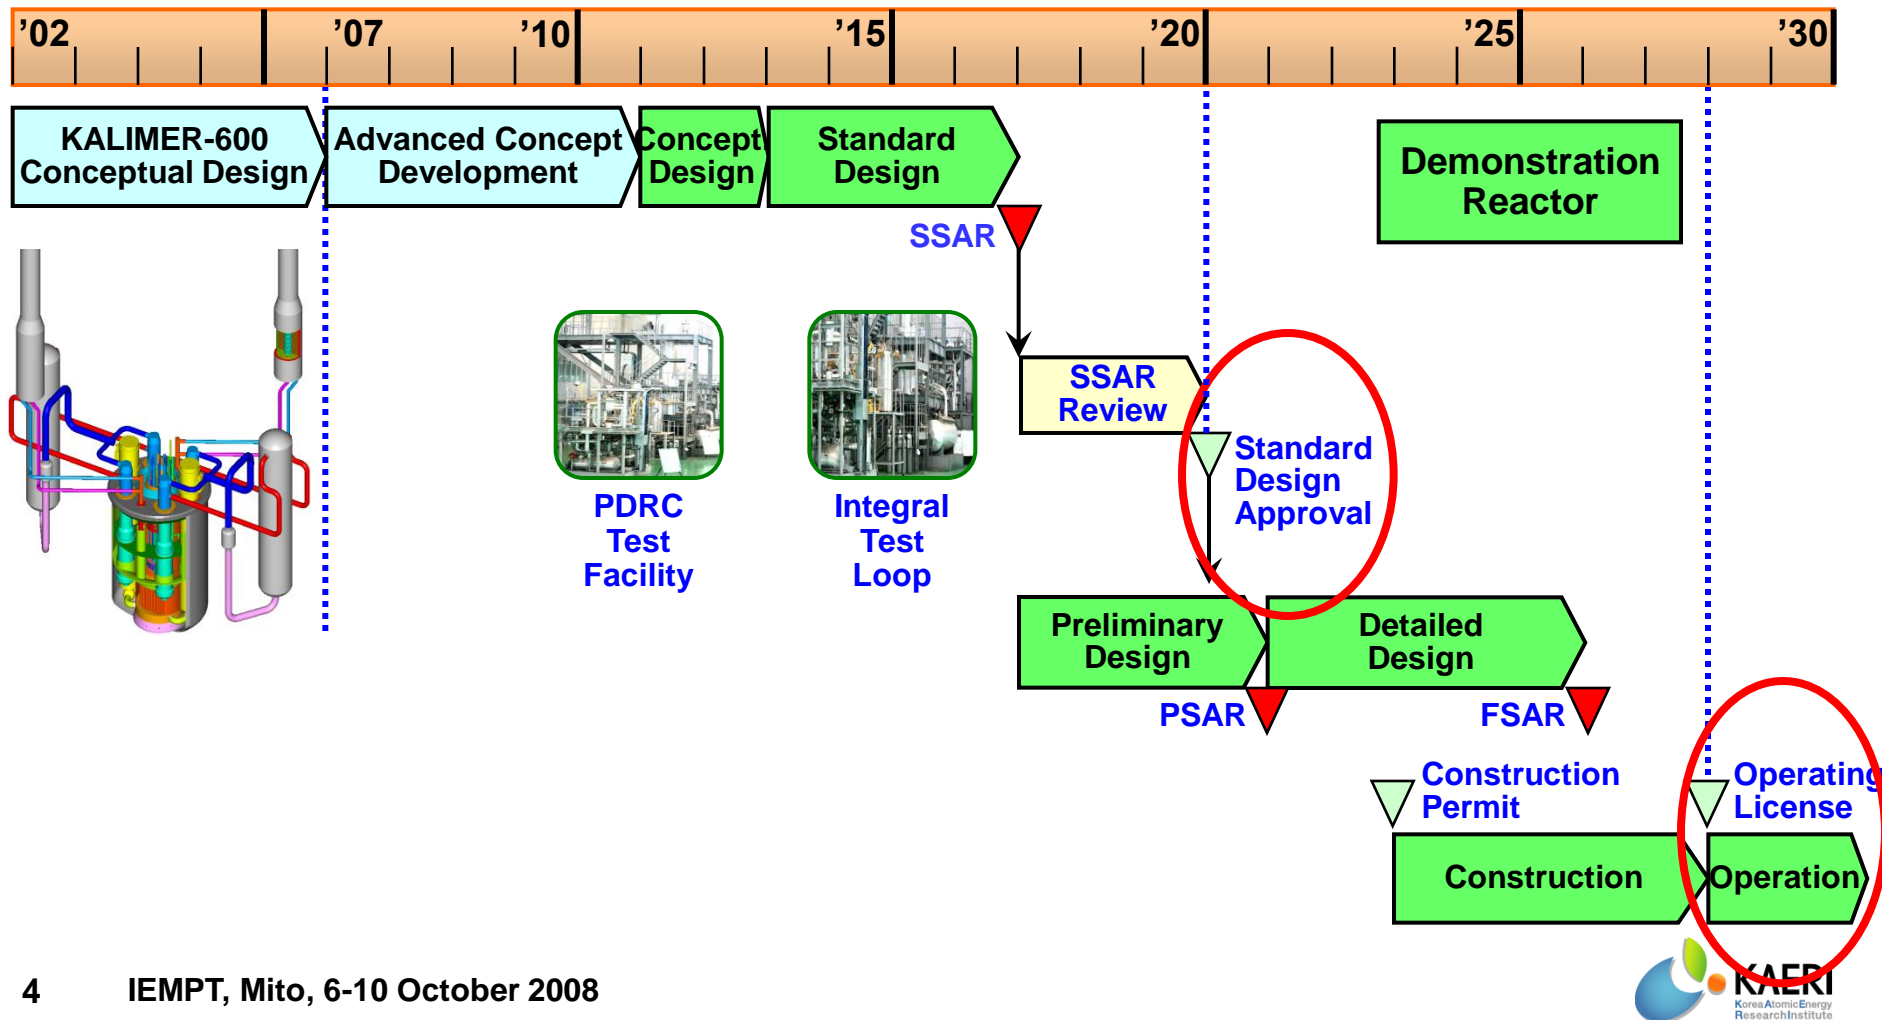 ’02 ’07 ’10 ’15 ’20 ’25 ’30
KALIMER-600
Conceptual Design
Advanced Concept
Development
Concept.
Design
Standard
Design
Demonstration
Reactor
SSAR
SSAR
Review
Standard
Design
Approval
PDRC
Test
Facility
Integral
Test
Loop
Preliminary
Design
Detailed
Design
PSAR
FSAR
Construction
Permit
Operating
License
Construction
Operation
4 IEMPT, Mito, 6-10 October 2008
KAERI
Korea Atomic Energy
Research Institute